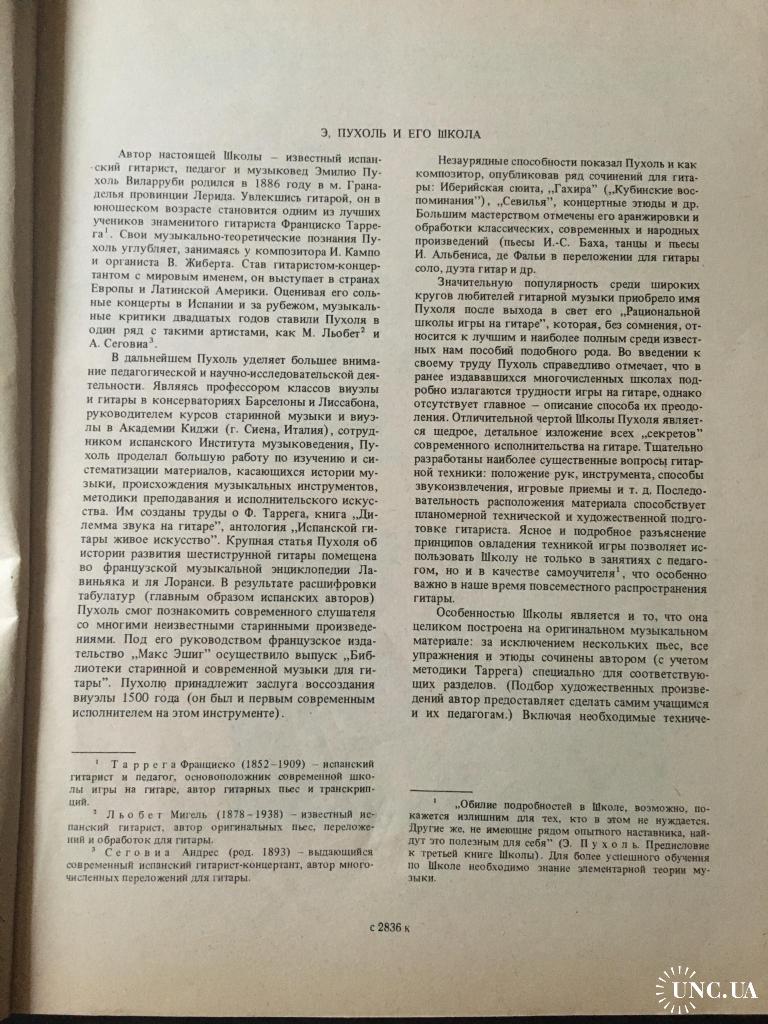 Э. ПУХОЛЬ И ЕГО ШКОЛА
Автор настоящей Школы – известный испан-
ский гитарист, педагог и музыковед Эмилио Пу-
холь Виларруби родился в 1886 году в м. Грана-
делья провинции Лерида. Увлекшись гитарой, он в
юношеском возрасте становится одним из лучших
учеников знаменитого гитариста Франциско Тарре-
га¹. Свои музыкально-теоретические познания Пу-
холь углубляет, занимаясь у композитора И. Кампо
и органиста В. Жиберта. Став гитаристом-концер-
тантом с мировым именем, он выступает в странах
Европы и Латинской Америки. Оценивая его соль-
ные концерты в Испании и за рубежом, музыкаль-
ные критики двадцатых годов ставили Пухоля в
один ряд с такими артистами, как М. Льобет² и
А. Сеговиа³.
В дальнейшем Пухоль уделяет большее внима-
ние педагогической и научно-исследовательской дея-
тельности. Являясь профессором классов виуэлы
и гитары в консерваториях Барселоны и Лиссабона,
руководителем курсов старинной музыки и виуэ-
лы в Академии Киджи (г. Сиена, Италия), сотруд-
ником испанского Института музыковедения, Пу-
холь проделал большую работу по изучению и си-
стематизации материалов, касающихся истории му-
зыки, происхождения музыкальных инструментов,
методики преподавания и исполнительского искус-
ства. Им созданы труды о Ф. Таррега, книга „Ди-
лемма звука на гитаре”, антология „Испанской ги-
тары живое искусство”. Крупная статья Пухоля об
истории развития шестиструнной гитары помещена
во французской музыкальной энциклопедии Ла-
виньяка и ля Лоранси. В результате расшифровки
табулатур (главным образом испанских авторов)
Пухоль смог познакомить современного слушателя
со многими неизвестными старинными произведе-
ниями. Под его руководством французское изда-
тельство „Макс Эшиг” осуществило выпуск „Биб-
лиотеки старинной и современной музыки для ги-
тары”. Пухолю принадлежит заслуга воссоздания
виуэлы 1500 года (он был и первым современным
исполнителем на этом инструменте).
¹ Таррега Франциско (1852–1909) – испанский
гитарист и педагог, основоположник современной шко-
лы игры на гитаре, автор гитарных пьес и транскрип-
ций.
² Льобет Мигель (1878–1938) – известный ис-
панский гитарист, автор оригинальных пьес, переложе-
ний и обработок для гитары.
³ Сеговиа Андрес (род. 1893) – выдающийся
современный испанский гитарист-концертант, автор много-
численных переложений для гитары.
Незаурядные способности показал Пухоль и как
композитор, опубликовав ряд сочинений для гита-
ры: Иберийская сюита, „Гахира” („Кубинские вос-
поминания”), „Севилья”, концертные этюды и др.
Большим мастерством отмечены его аранжировки и
обработки классических, современных и народных
произведений (пьесы И.-С. Баха, танцы и пьесы
И. Альбениса, де Фальи в переложении для гитары
соло, дуэта гитар и др.
Значительную популярность среди широких
кругов любителей гитарной музыки приобрело имя
Пухоля после выхода в свет его „Рациональной
школы игры на гитаре”, которая, без сомнения, от-
носится к лучшим и наиболее полным среди извест-
ных нам пособий подобного рода. Во введении к
своему труду Пухоль справедливо отмечает, что в
ранее издававшихся многочисленных школах под-
робно излагаются трудности игры на гитаре, однако
отсутствует главное – описание способа их преодо-
ления. Отличительной чертой Школы Пухоля являет-
ся щедрое, детальное изложение всех „секретов”
современного исполнительства на гитаре. Тщательно
разработаны наиболее существенные вопросы гитар-
ной техники: положение рук, инструмента, способы
звукоизвлечения, игровые приемы и т. д. Последо-
вательность расположения материала способствует
планомерной технической и художественной подго-
товке гитариста. Ясное и подробное разъяснение
принципов овладения техникой игры позволяет ис-
пользовать Школу не только в занятиях с педаго-
гом, но и в качестве самоучителя¹, что особенно
важно в наше время повсеместного распространения
гитары.
Особенностью Школы является и то, что она
целиком построена на оригинальном музыкальном
материале: за исключением нескольких пьес, все
упражнения и этюды сочинены автором (с учетом
методики Таррега) специально для соответствую-
щих разделов. (Подбор художественных произве-
дений автор предоставляет сделать самим учащимся
и их педагогам.) Включая необходимые техниче-
¹ „Обилие подробностей в Школе, возможно, по-
кажется излишним для тех, кто в этом не нуждается.
Другие же, не имеющие рядом опытного наставника, най-
дут это полезным для себя” (Э. Пухоль. Предисловие
к третьей книге Школы). Для более успешного обучения
по Школе необходимо знание элементарной теории му-
зыки.
с 2836 к
UNC.UA